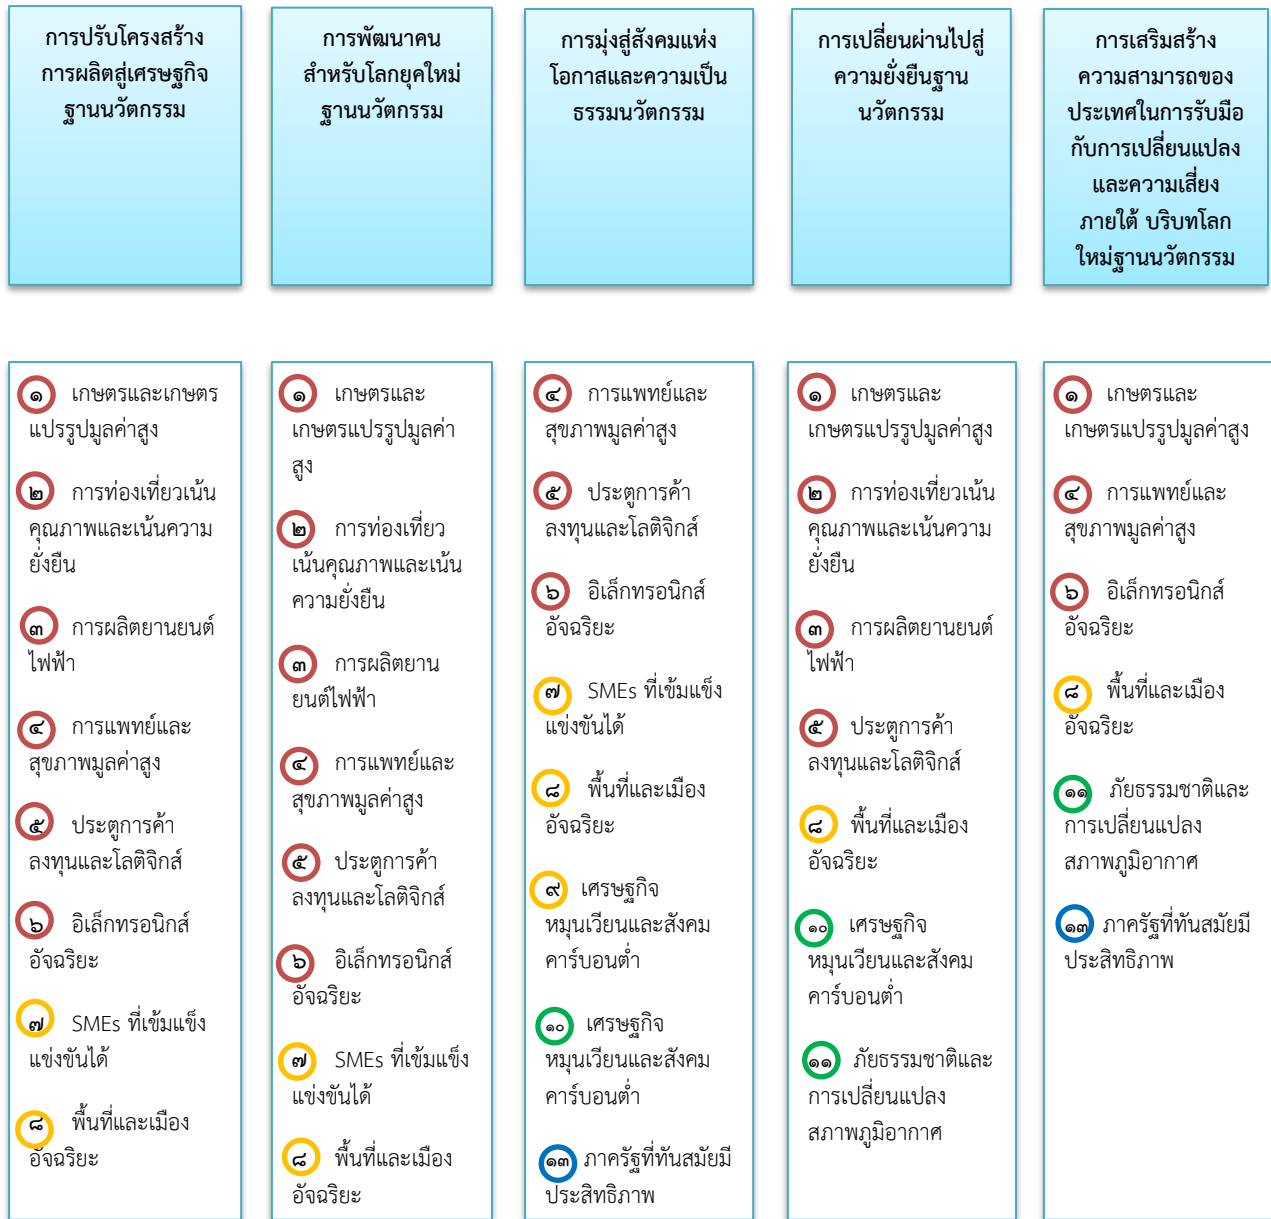 การปรับโครงสร้าง
การผลิตสู่เศรษฐกิจ
ฐานนวัตกรรม
การพัฒนาคน
สำหรับโลกยุคใหม่
ฐานนวัตกรรม
การมุ่งสู่สังคมแห่ง
โอกาสและความเป็น
ธรรมนวัตกรรม
การเปลี่ยนผ่านไปสู่
ความยั่งยืนฐาน
นวัตกรรม
การเสริมสร้าง
ความสามารถของ
ประเทศในการรับมือ
กับการเปลี่ยนแปลง
และความเสี่ยง
ภายใต้ บริบทโลก
ใหม่ฐานนวัตกรรม
๑ เกษตรและเกษตร
แปรรูปมูลค่าสูง
๒ การท่องเที่ยวเน้น
คุณภาพและเน้นความ
ยั่งยืน
๓ การผลิตยานยนต์
ไฟฟ้า
๔ การแพทย์และ
สุขภาพมูลค่าสูง
๕ ประตูการค้า
ลงทุนและโลติจิกส์
๖ อิเล็กทรอนิกส์
อัจฉริยะ
๗ SMEs ที่เข้มแข็ง
แข่งขันได้
๘ พื้นที่และเมือง
อัจฉริยะ
๑ เกษตรและ
เกษตรแปรรูปมูลค่า
สูง
๒ การท่องเที่ยว
เน้นคุณภาพและเน้น
ความยั่งยืน
๓ การผลิตยาน
ยนต์ไฟฟ้า
๔ การแพทย์และ
สุขภาพมูลค่าสูง
๕ ประตูการค้า
ลงทุนและโลติจิกส์
๖ อิเล็กทรอนิกส์
อัจฉริยะ
๗ SMEs ที่เข้มแข็ง
แข่งขันได้
๘ พื้นที่และเมือง
อัจฉริยะ
๔ การแพทย์และ
สุขภาพมูลค่าสูง
๕ ประตูการค้า
ลงทุนและโลติจิกส์
๖ อิเล็กทรอนิกส์
อัจฉริยะ
๗ SMEs ที่เข้มแข็ง
แข่งขันได้
๘ พื้นที่และเมือง
อัจฉริยะ
๙ เศรษฐกิจ
หมุนเวียนและสังคม
คาร์บอนต่ำ
๑๐ เศรษฐกิจ
หมุนเวียนและสังคม
คาร์บอนต่ำ
๑๓ ภาครัฐที่ทันสมัยมี
ประสิทธิภาพ
๑ เกษตรและ
เกษตรแปรรูปมูลค่าสูง
๒ การท่องเที่ยวเน้น
คุณภาพและเน้นความ
ยั่งยืน
๓ การผลิตยานยนต์
ไฟฟ้า
๕ ประตูการค้า
ลงทุนและโลติจิกส์
๘ พื้นที่และเมือง
อัจฉริยะ
๑๐ เศรษฐกิจ
หมุนเวียนและสังคม
คาร์บอนต่ำ
๑๑ ภัยธรรมชาติและ
การเปลี่ยนแปลง
สภาพภูมิอากาศ
๑ เกษตรและ
เกษตรแปรรูปมูลค่าสูง
๔ การแพทย์และ
สุขภาพมูลค่าสูง
๖ อิเล็กทรอนิกส์
อัจฉริยะ
๘ พื้นที่และเมือง
อัจฉริยะ
๑๑ ภัยธรรมชาติและ
การเปลี่ยนแปลง
สภาพภูมิอากาศ
๑๓ ภาครัฐที่ทันสมัยมี
ประสิทธิภาพ